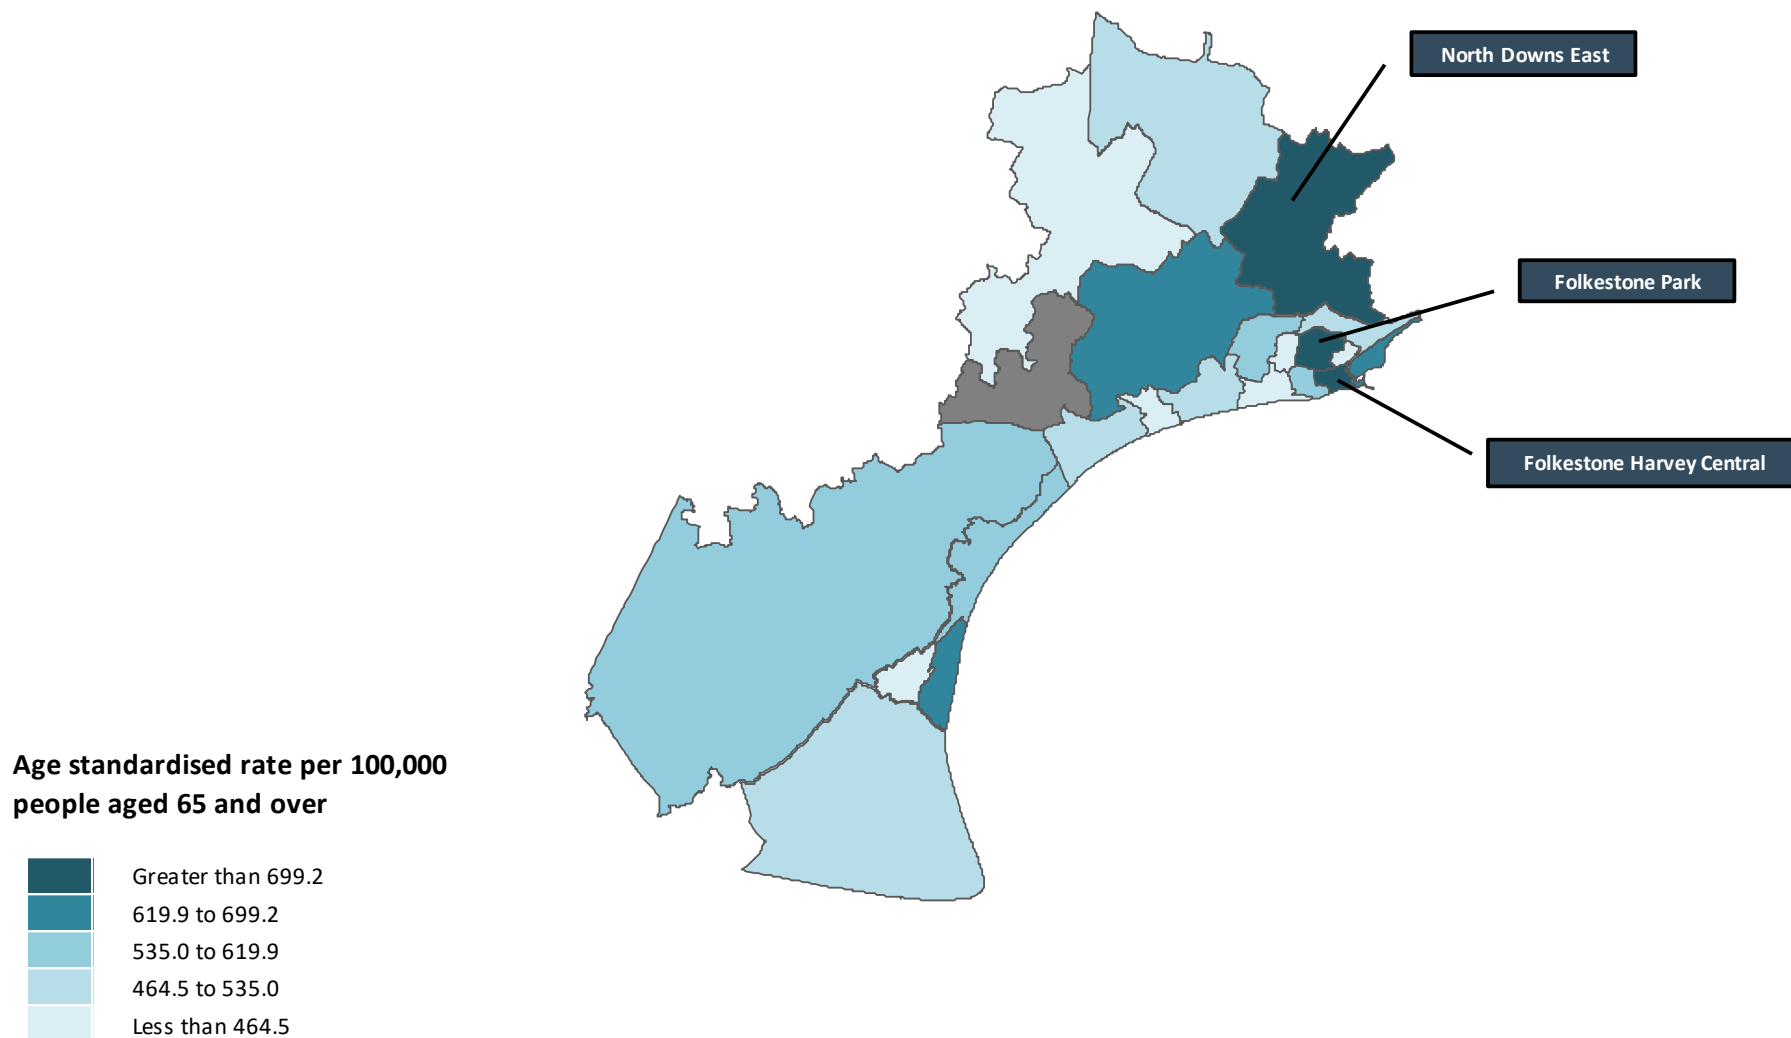 North Downs East
Folkestone Park
Folkestone Harvey Central
Age standardised rate per 100,000
people aged 65 and over
Greater than 699.2
619.9 to 699.2
535.0 to 619.9
464.5 to 535.0
Less than 464.5